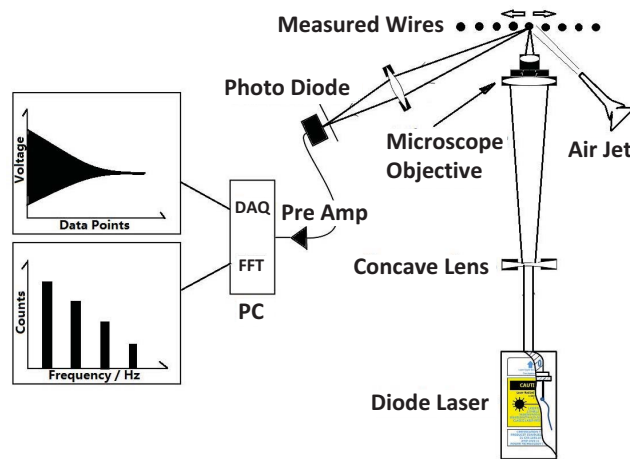 Measured Wires
Photo Diode
Microscope
Objective
Air Jet
Voltage
Data Points
DAQ
Pre Amp
FFT
PC
Counts
Frequency / Hz
Concave Lens
Diode Laser
CAUT